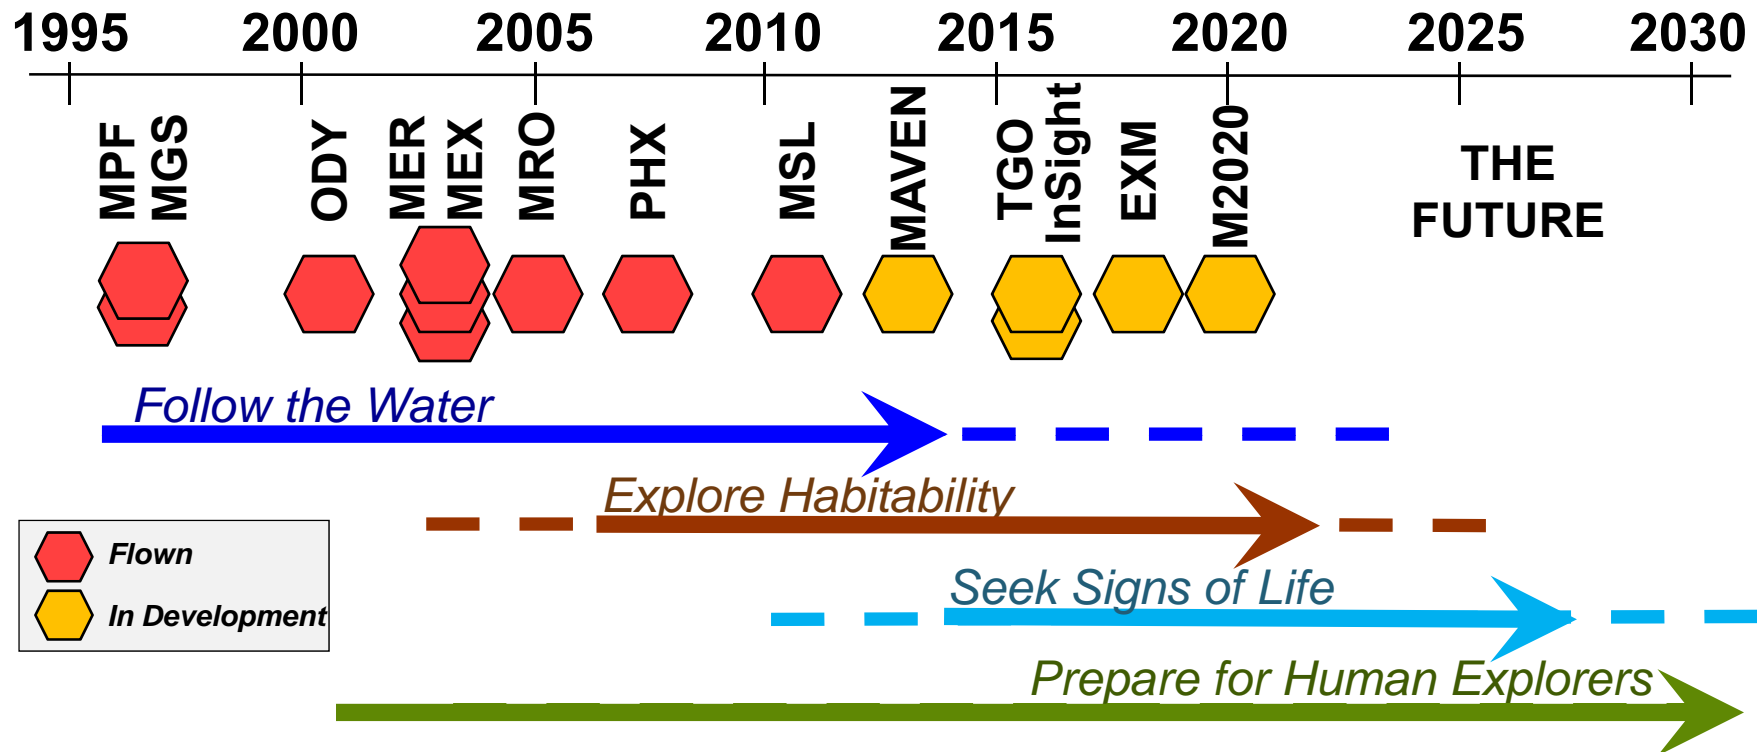 1995 2000 2005 2010 2015 2020 2025 2030
MPF
MGS
ODY
MER
MEX
MRO
PHX
MSL
MAVEN
TGO
InSight
EXM
M2020
THE
FUTURE
Follow the Water
Explore Habitability
Flown
Seek Signs of Life
In Development
Prepare for Human Explorers